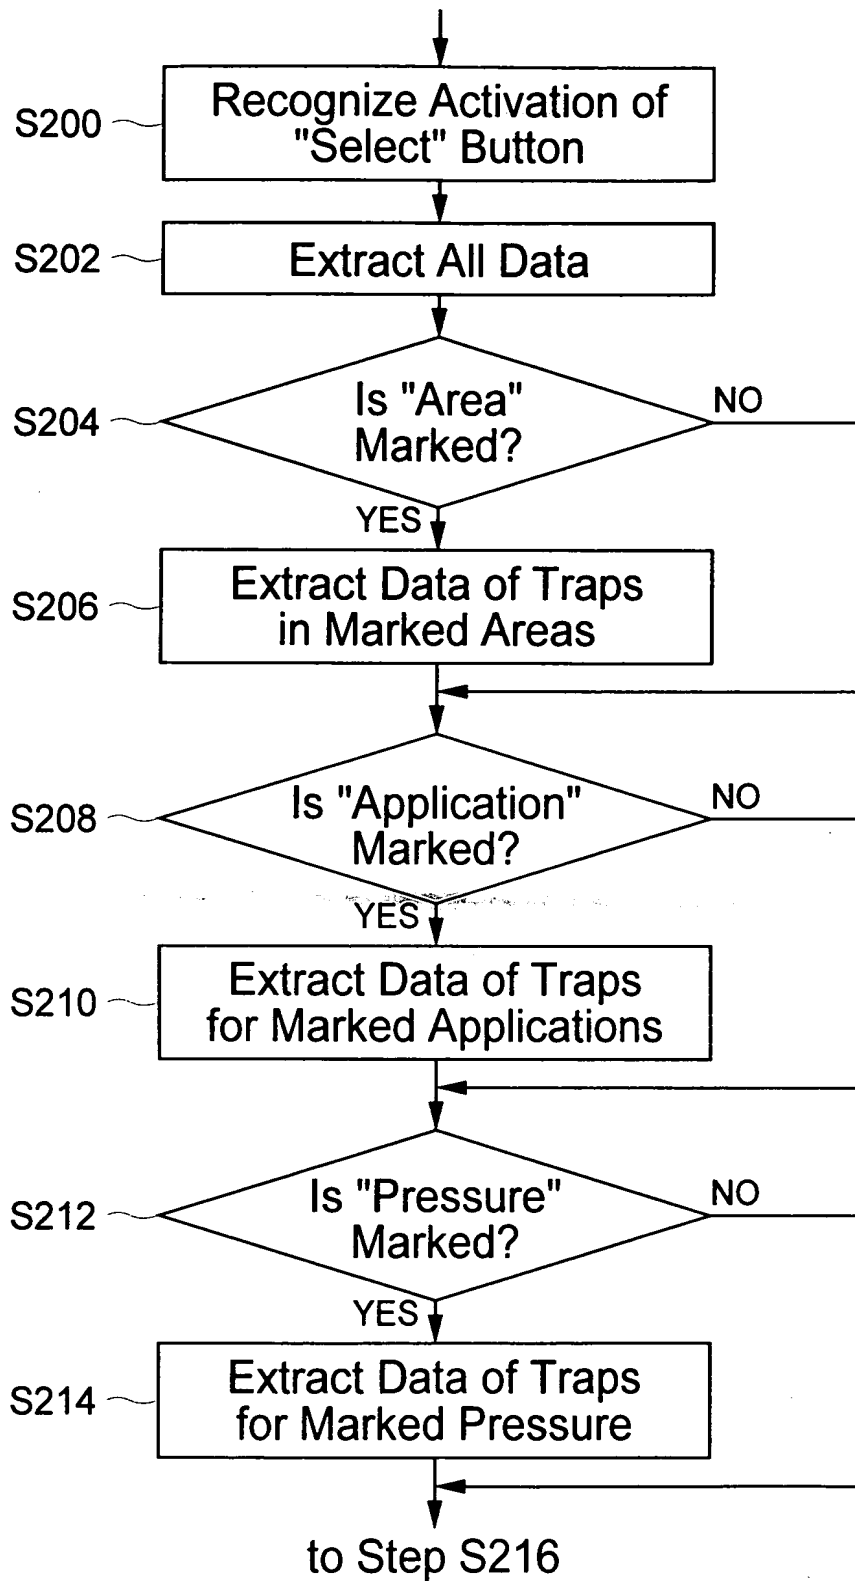 S200
Recognize Activation of
"Select" Button
S202
Extract All Data
S204
Is "Area"
Marked?
NO
YES
S206
Extract Data of Traps
in Marked Areas
S208
Is "Application"
Marked?
NO
YES
S210
Extract Data of Traps
for Marked Applications
S212
Is "Pressure"
Marked?
NO
YES
S214
Extract Data of Traps
for Marked Pressure
to Step S216